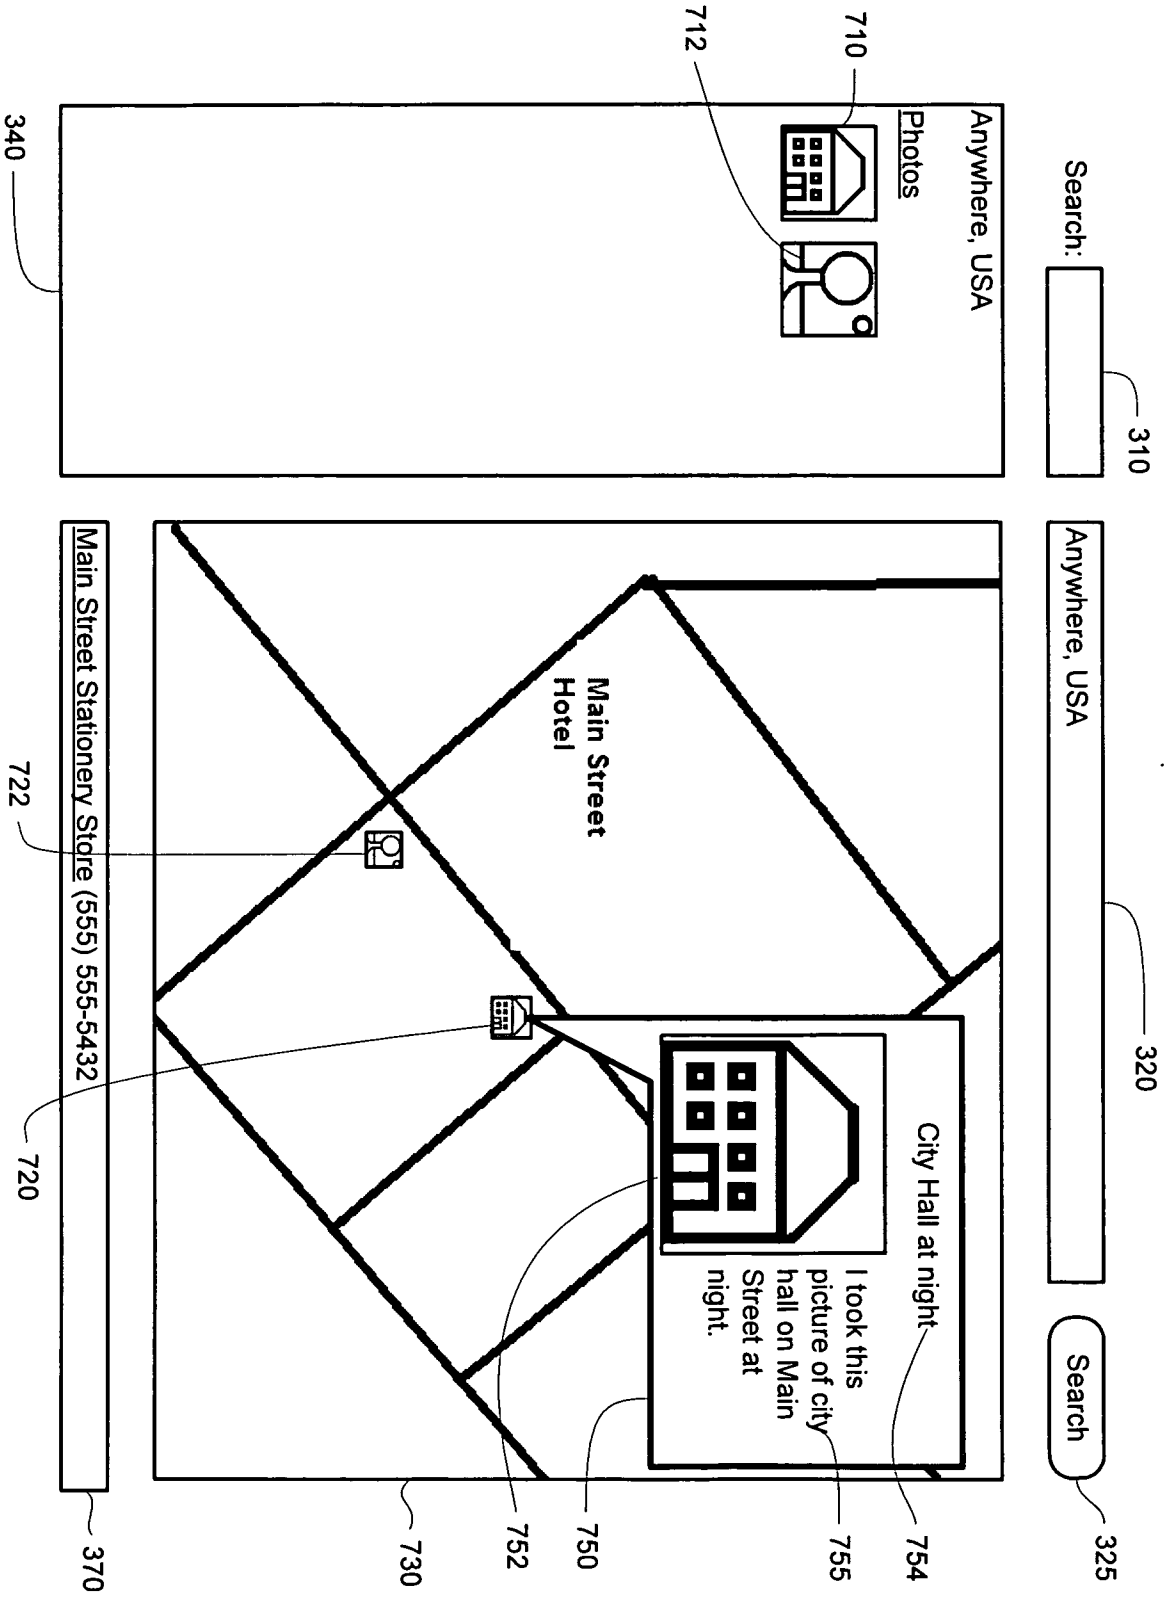 310
320
325
Search:
Anywhere, USA
Search
Anywhere, USA
Photos
710
712
340
Main Street
Hotel
City Hall at night
I took this
picture of city
hall on Main
Street at
night.
754
755
750
752
730
370
Main Street Stationery Store (555) 555-5432
722
720